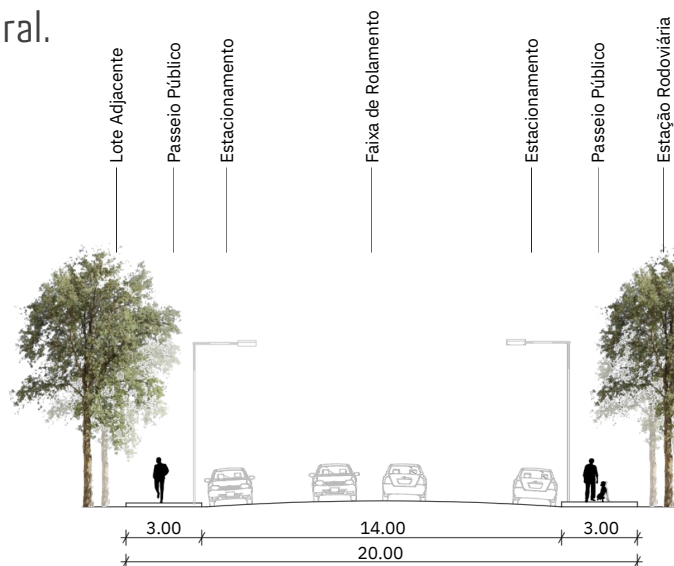 ral.
Lote Adjacente
Passeio Público
Estacionamento
Faixa de Rolamento
Estacionamento
Passeio Público
Estação Rodoviária
3.00 14.00 3.00
20.00